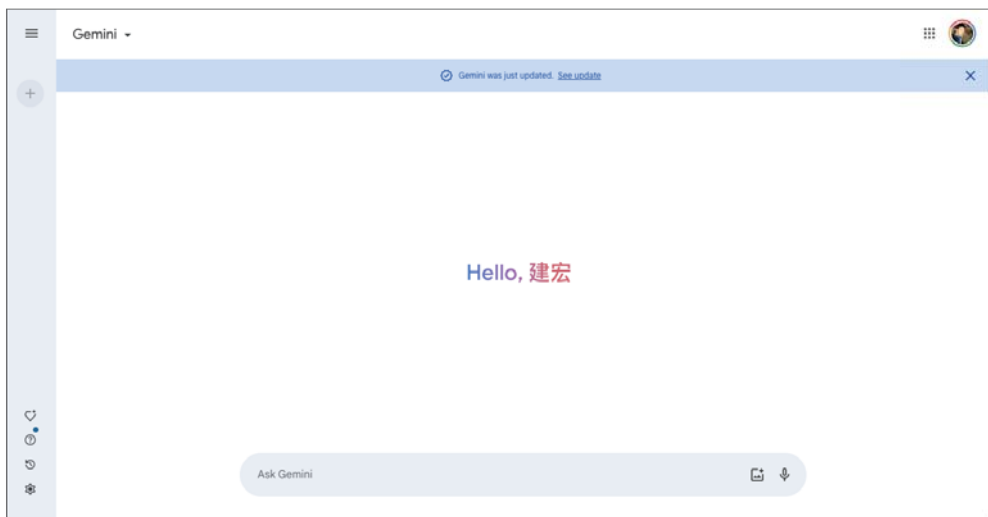 Gemini
Gemini was just updated. See update
Hello, 建宏
Ask Gemini